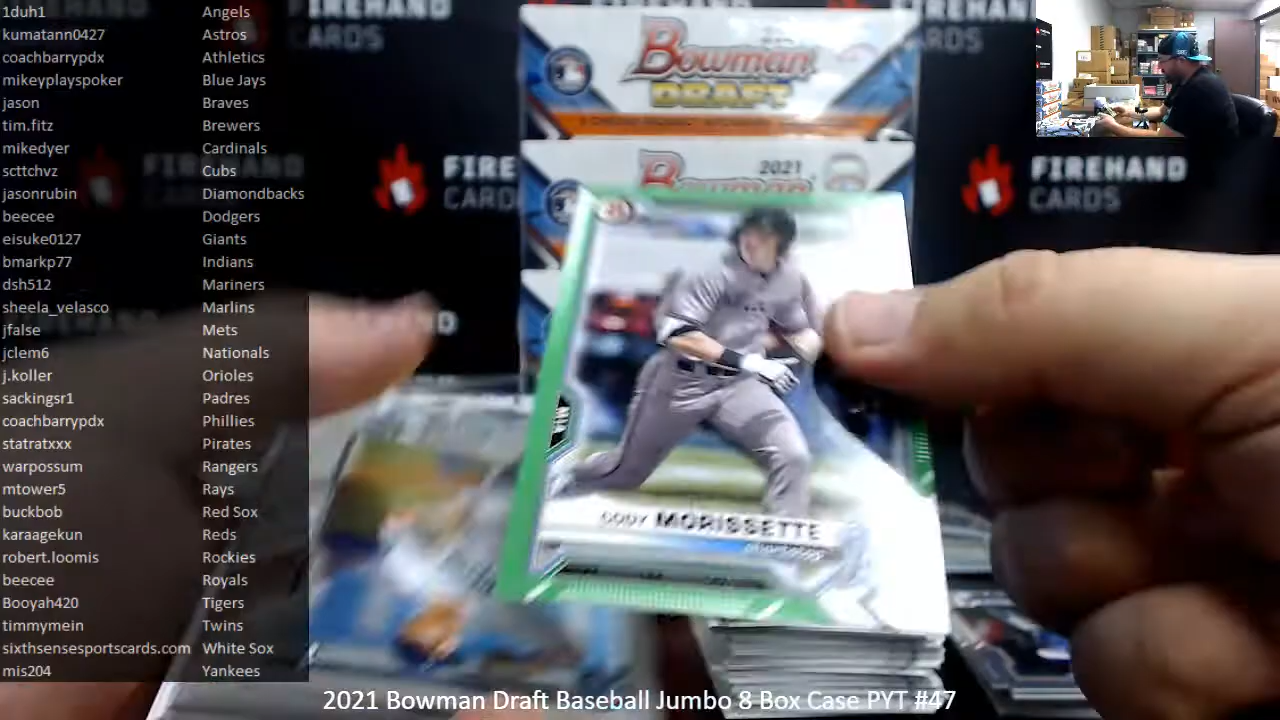 1duh1 Angels
kumatann0427 Astros
coachbarrypdx Athletics
mikeyplayspoker Blue Jays
jason Braves
tim.fitz Brewers
mikedyer Cardinals
scttchvz Cubs
jasonrubin Diamondbacks
beecee Dodgers
eisuke0127 Giants
bmarkp77 Indians
dsh512 Mariners
sheela_velasco Marlins
jfalse Mets
jclem6 Nationals
j.koller Orioles
sackingsr1 Padres
coachbarrypdx Phillies
statratxxx Pirates
warpossum Rangers
mtower5 Rays
buckbob Red Sox
karaagekun Reds
robert.loomis Rockies
beecee Royals
Booyah420 Tigers
timmymein Twins
sixthsensesportscards.com White Sox
mis204 Yankees
FIREHAND
CARDS
Bowman
DRAFT
2021
Bowman
FIREHAND
CARDS
MIA
CODY MORISSETTE
2021 Bowman Draft Baseball Jumbo 8 Box Case PYT #47